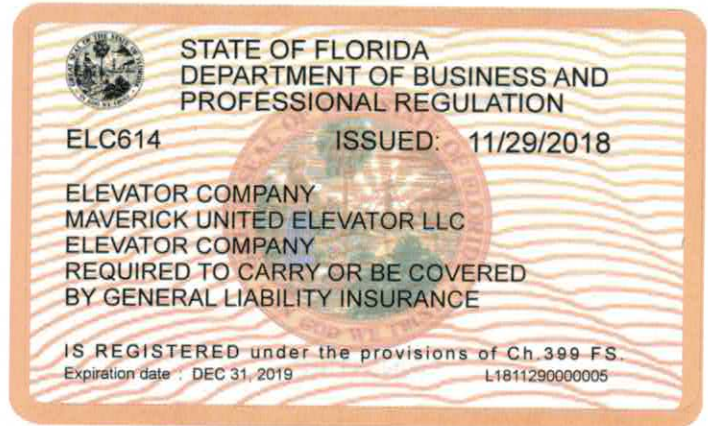 STATE OF FLORIDA
DEPARTMENT OF BUSINESS AND
PROFESSIONAL REGULATION
ELC614 ISSUED: 11/29/2018
ELEVATOR COMPANY
MAVERICK UNITED ELEVATOR LLC
ELEVATOR COMPANY
REQUIRED TO CARRY OR BE COVERED
BY GENERAL LIABILITY INSURANCE
IS REGISTERED under the provisions of Ch.399 FS.
Expiration date : DEC 31, 2019 L1811290000005